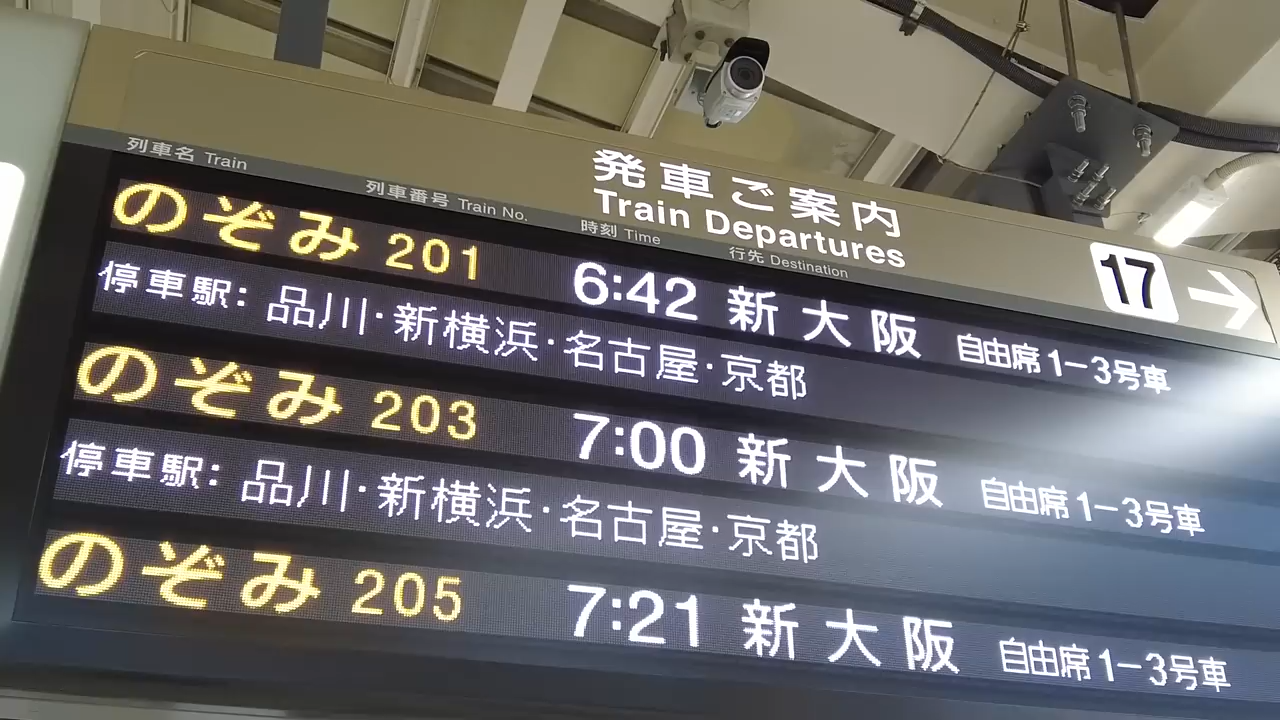 発車ご案内
Train Departures
17
列車名 Train 列車番号 Train No. 時刻 Time 行先 Destination
のぞみ 201 6:42 新大阪 自由席1-3号車
停車駅: 品川・新横浜・名古屋・京都
のぞみ 203 7:00 新大阪 自由席1-3号車
停車駅: 品川・新横浜・名古屋・京都
のぞみ 205 7:21 新大阪 自由席1-3号車